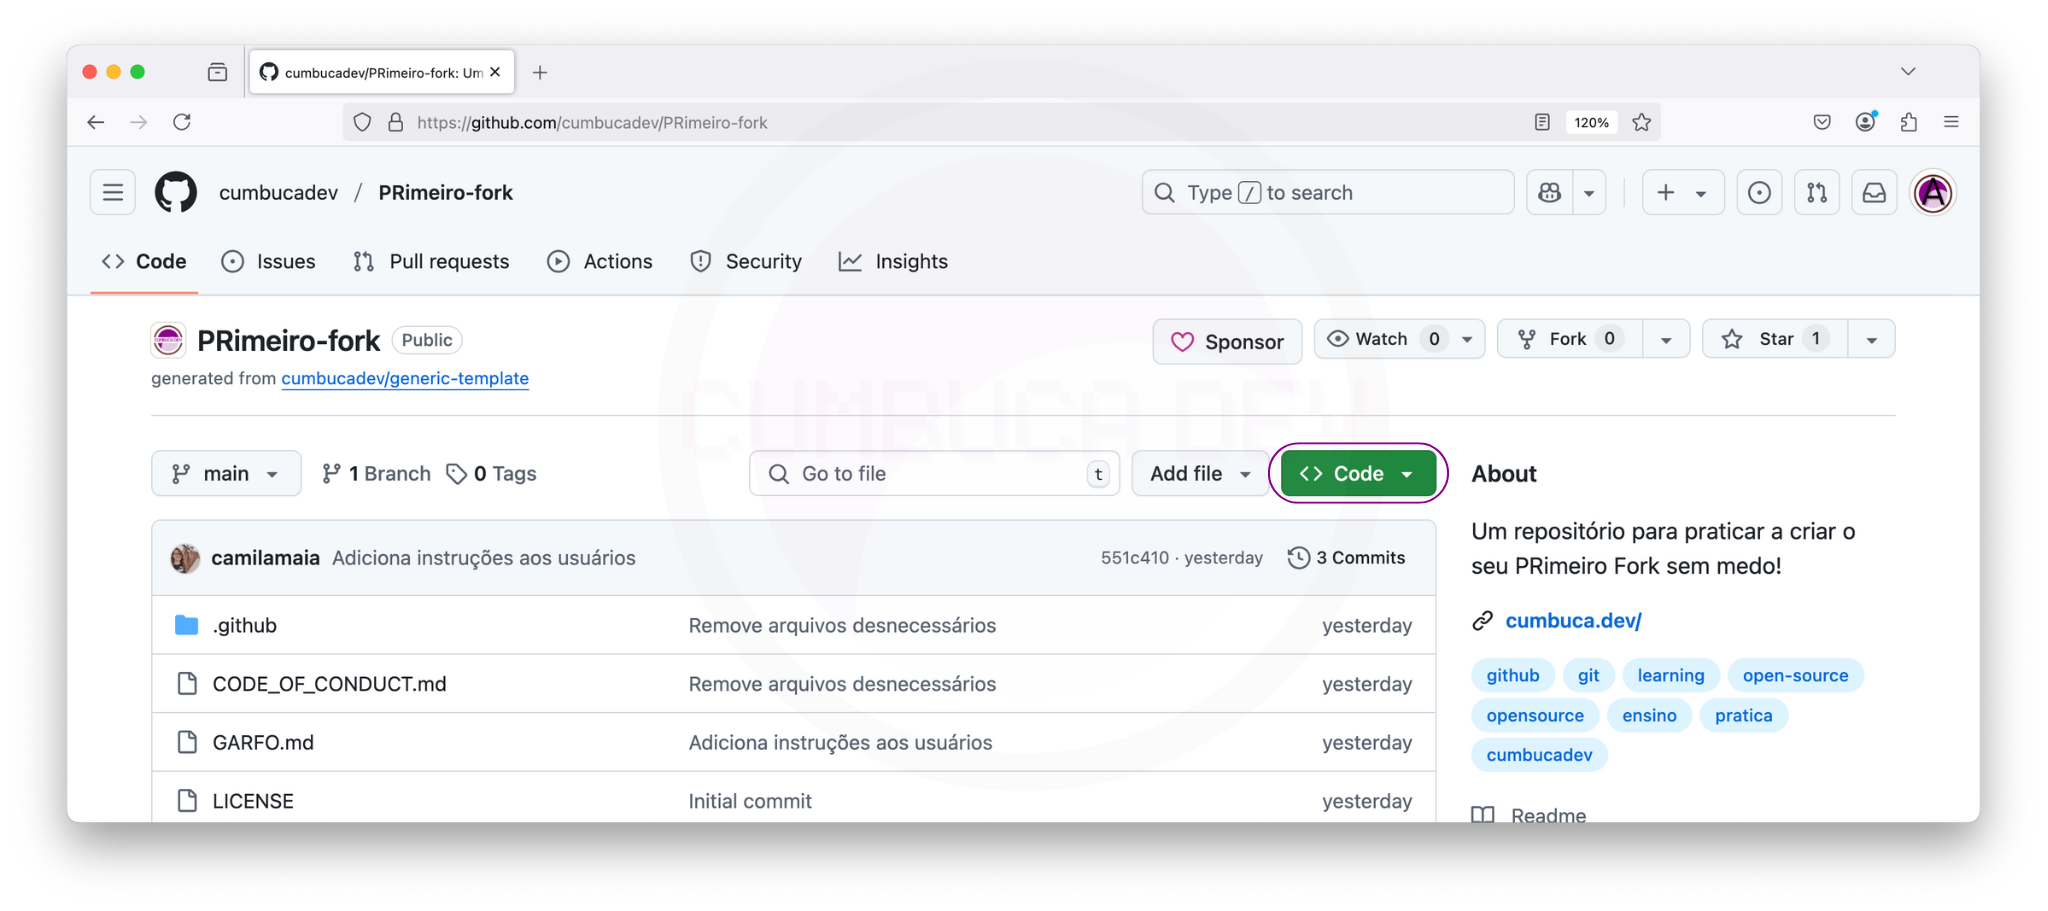 cumbucadev/PRimeiro-fork: Um
https://github.com/cumbucadev/PRimeiro-fork
120%
cumbucadev / PRimeiro-fork
Type / to search
A
Code
Issues
Pull requests
Actions
Security
Insights
PRimeiro-fork
Public
Sponsor
Watch 0
Fork 0
Star 1
generated from cumbucadev/generic-template
CUMBUCA DEV
main
1 Branch
0 Tags
Go to file
t
Add file
Code
About
Um repositório para praticar a criar o
seu PRimeiro Fork sem medo!
cumbuca.dev/
github git learning open-source
opensource ensino pratica
cumbucadev
Readme
camilamaia Adiciona instruções aos usuários 551c410 · yesterday 3 Commits
.github Remove arquivos desnecessários yesterday
CODE_OF_CONDUCT.md Remove arquivos desnecessários yesterday
GARFO.md Adiciona instruções aos usuários yesterday
LICENSE Initial commit yesterday